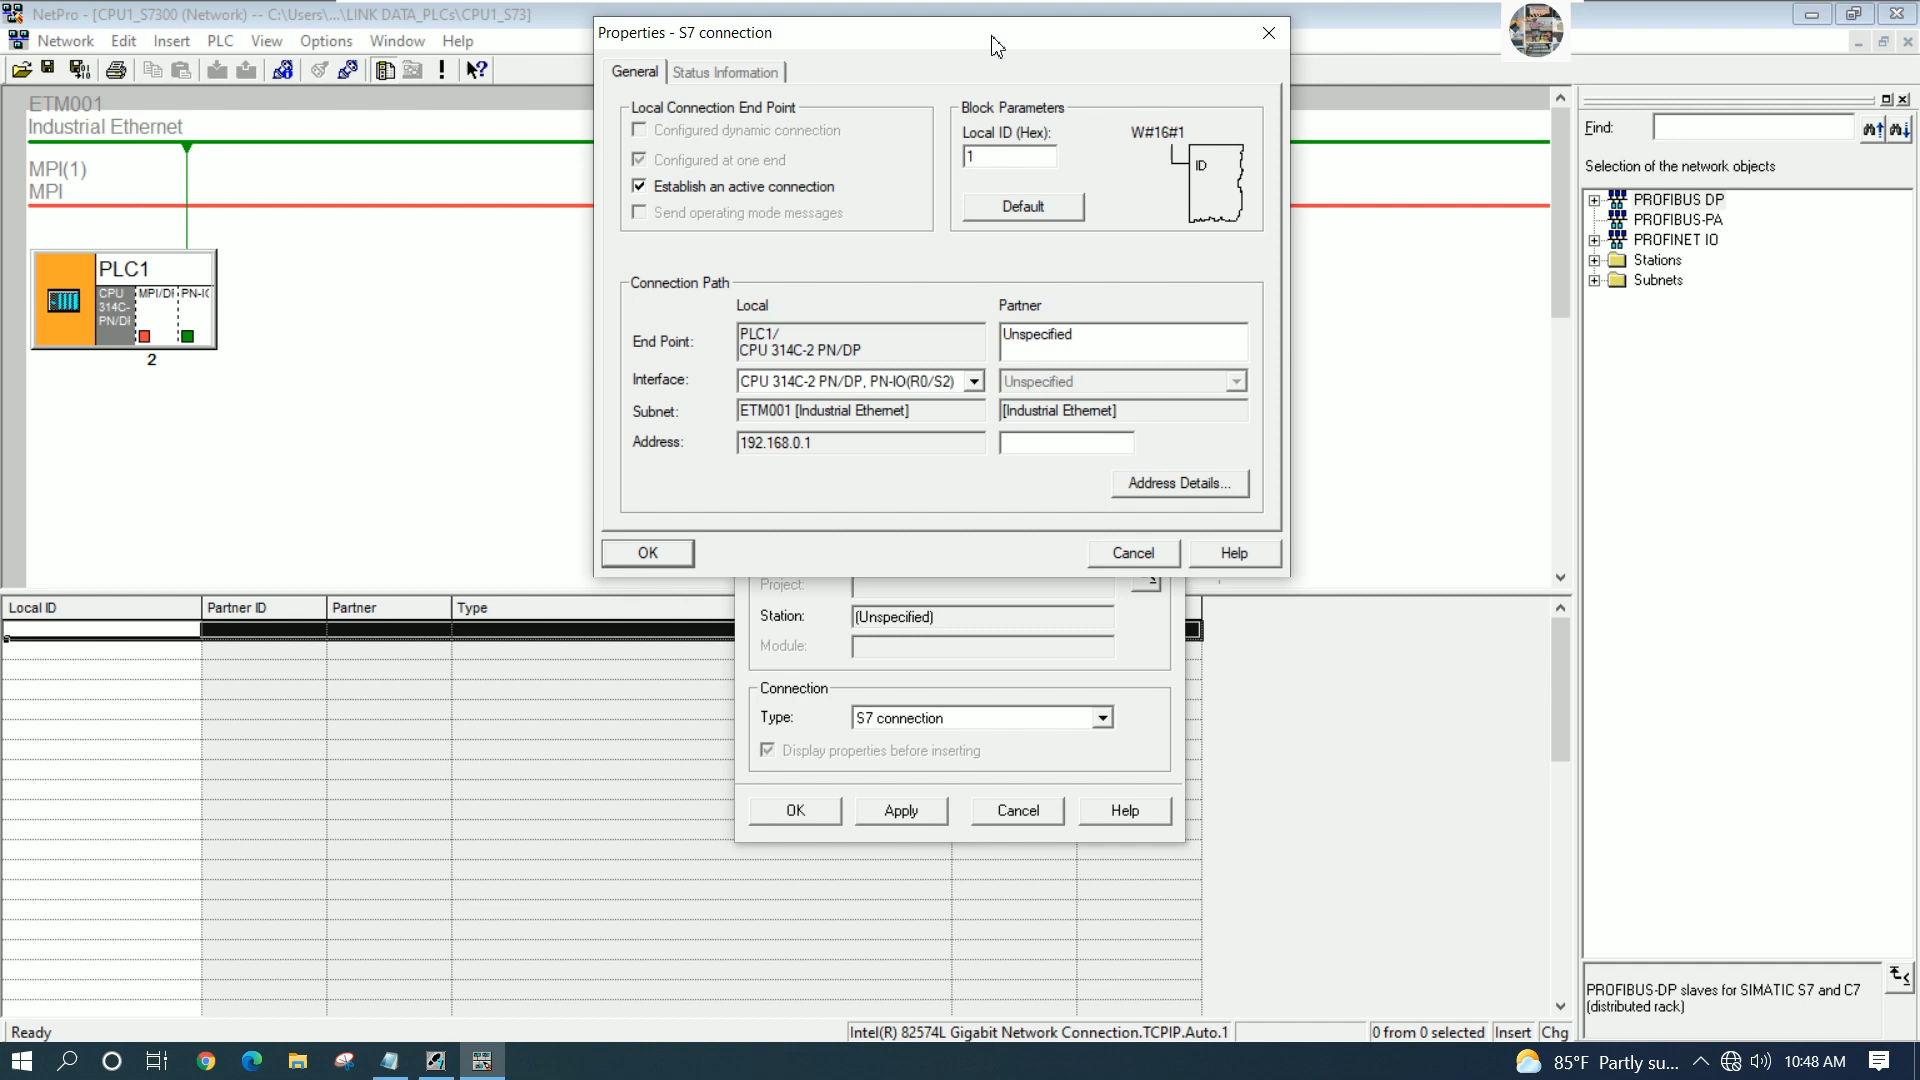 NetPro - [CPU1_S7300 (Network) -- C:\Users\...\LINK DATA_PLCs\CPU1_S73]
Network Edit Insert PLC View Options Window Help
Properties - S7 connection
General Status Information
Local Connection End Point
Configured dynamic connection
Configured at one end
Establish an active connection
Send operating mode messages
Block Parameters
Local ID (Hex):
W#16#1
1
ID
Default
Connection Path
Local Partner
End Point:
PLC1/
CPU 314C-2 PN/DP
Unspecified
Interface:
CPU 314C-2 PN/DP, PN-IO(R0/S2)
Unspecified
Subnet:
ETM001 [Industrial Ethernet]
[Industrial Ethernet]
Address:
192.168.0.1
Address Details...
OK Cancel Help
ETM001
Industrial Ethernet
MPI(1)
MPI
PLC1
CPU
314C-
PN/DI
MPI/DI
PN-IC
2
Find:
Selection of the network objects
PROFIBUS DP
PROFIBUS-PA
PROFINET IO
Stations
Subnets
Local ID Partner ID Partner Type
Project:
Station: (Unspecified)
Module:
Connection
Type: S7 connection
Display properties before inserting
OK Apply Cancel Help
PROFIBUS-DP slaves for SIMATIC S7 and C7
(distributed rack)
Ready
Intel(R) 82574L Gigabit Network Connection.TCPIP.Auto.1
0 from 0 selected
Insert
Chg
85°F Partly su...
10:48 AM